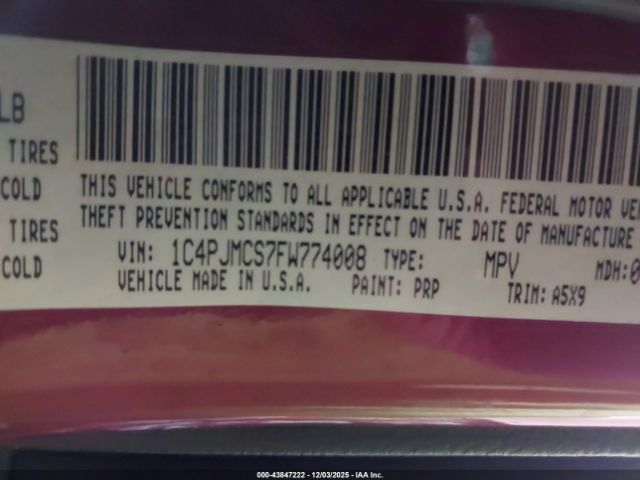 LB
TIRES
COLD
TIRES
COLD
THIS VEHICLE CONFORMS TO ALL APPLICABLE U.S.A. FEDERAL MOTOR VE
THEFT PREVENTION STANDARDS IN EFFECT ON THE DATE OF MANUFACTURE
VIN: 1C4PJMCS7FW774008 TYPE: MPV MDH:0
VEHICLE MADE IN U.S.A. PAINT: PRP TRIM: A5X9
000-43847222 - 12/03/2025 - IAA Inc.